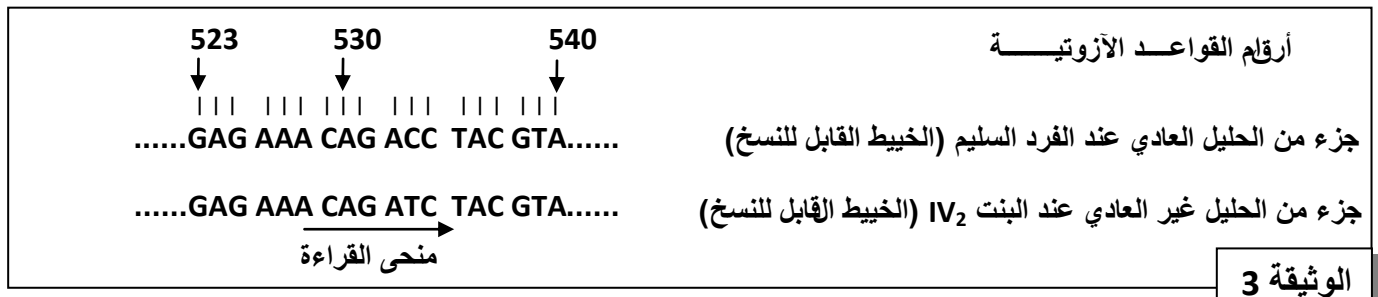 523 530 540 أرقام القواعد الآزوتية
......GAG AAA CAG ACC TAC GTA...... جزء من الحليل العادي عند الفرد السليم (الخييط القابل للنسخ)
......GAG AAA CAG ATC TAC GTA...... جزء من الحليل غير العادي عند البنت IV₂ (الخييط القابل للنسخ)
منحى القراءة
الوثيقة 3